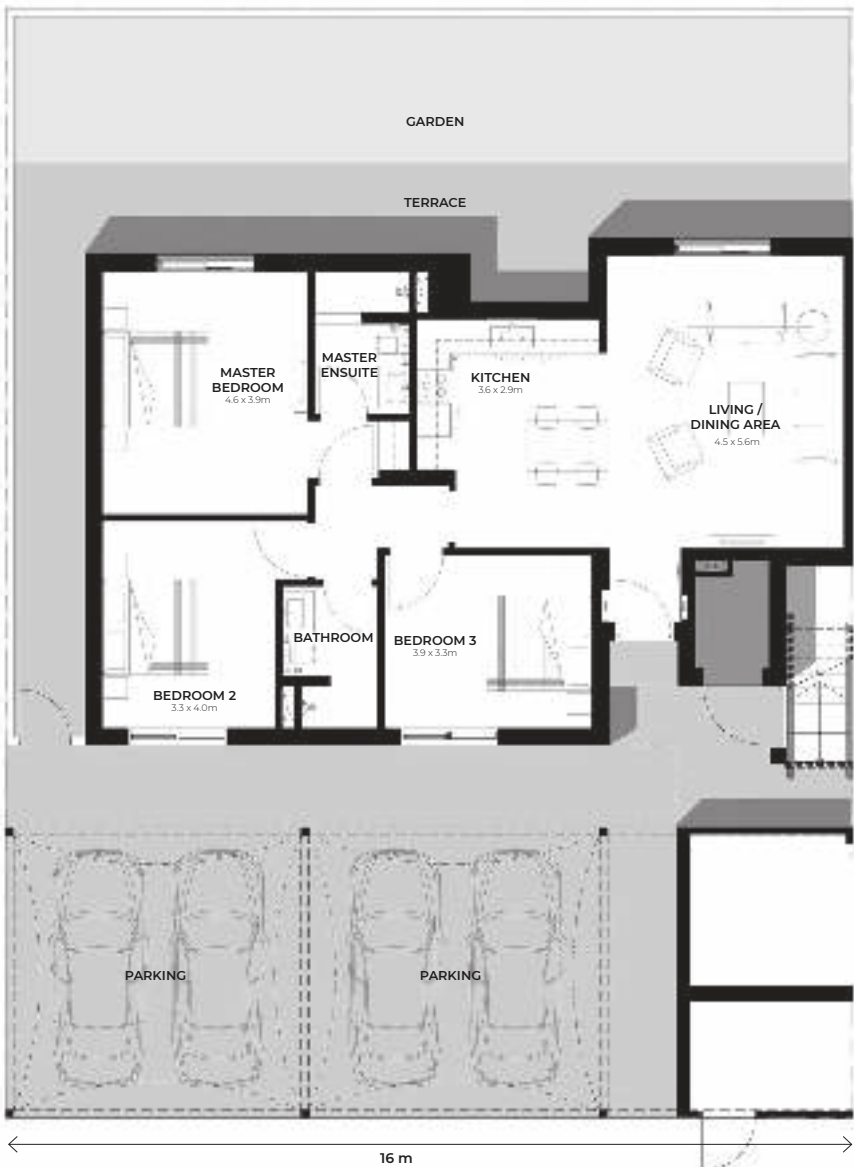 GARDEN
TERRACE
MASTER
BEDROOM
4.6 x 3.9m
MASTER
ENSUITE
KITCHEN
3.6 x 2.9m
LIVING /
DINING AREA
4.5 x 5.6m
BATHROOM
BEDROOM 3
3.9 x 3.3m
BEDROOM 2
3.3 x 4.0m
PARKING
PARKING
16 m